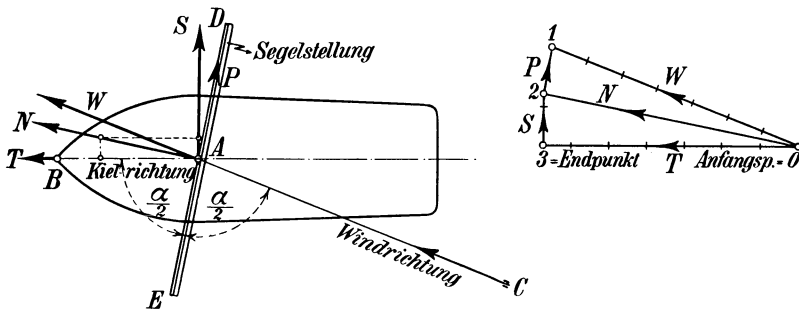 S
D
Segelstellung
P
W
N
T
B
Kielrichtung
A
α/2
α/2
Windrichtung
E
C
1
P
W
2
N
S
T
3 = Endpunkt
Anfangsp. = 0